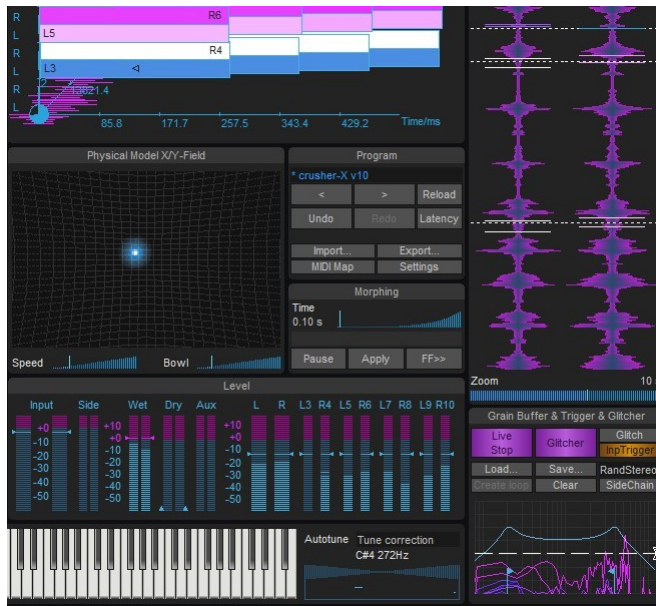 R
R6
L
L5
R
R4
L
L3
R
13021.4
L
85.8 171.7 257.5 343.4 429.2 Time/ms
Physical Model X/Y-Field
Speed Bowl
Program
* crusher-X v10
< > Reload
Undo Redo Latency
Import... Export...
MIDI Map Settings
Morphing
Time
0.10 s
Pause Apply FF>>
Zoom 10 s
Level
Input Side Wet Dry Aux L R L3 R4 L5 R6 L7 R8 L9 R10
+10 +10
+0 +0 +0
-10 -10 -10
-20 -20 -20
-30 -30 -30
-40 -40 -40
-50 -50 -50
Grain Buffer & Trigger & Glitcher
Live Stop Glitcher Glitch
InpTrigger
Load... Save... RandStereo
Create loop Clear SideChain
Autotune Tune correction
C#4 272Hz